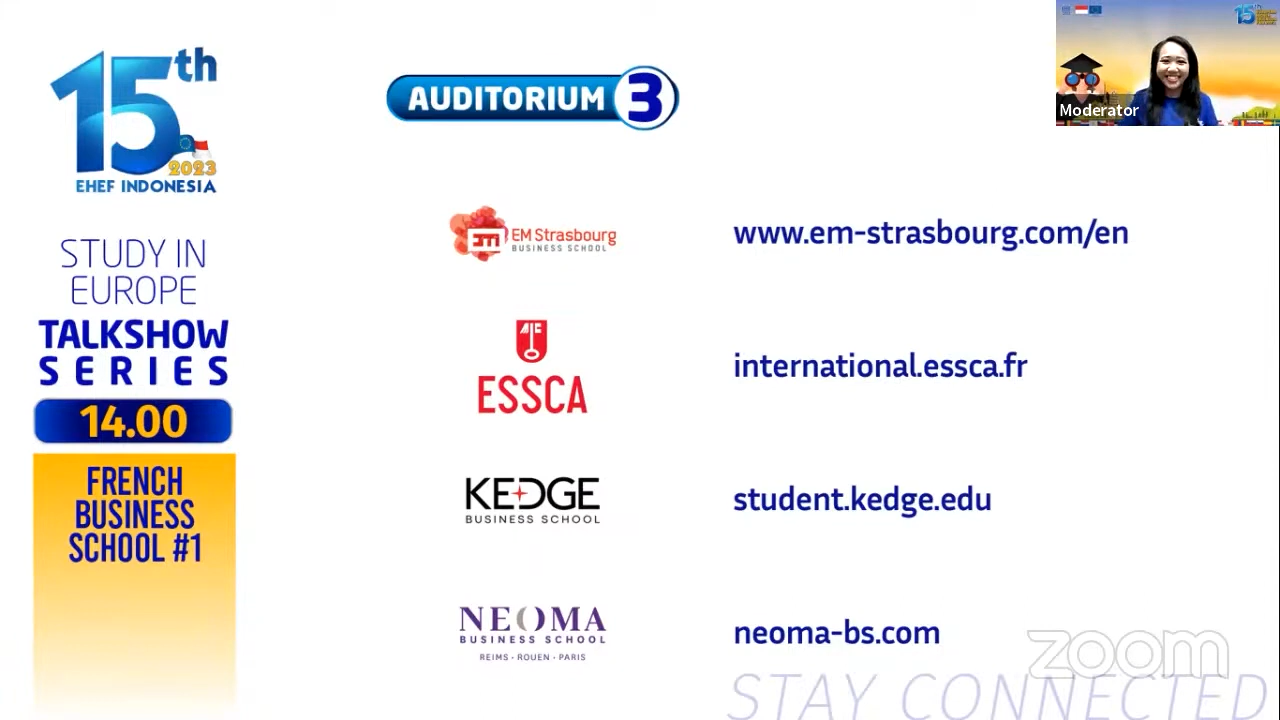 15th
2023
EHEF INDONESIA
STUDY IN
EUROPE
TALKSHOW
SERIES
14.00
FRENCH
BUSINESS
SCHOOL #1
AUDITORIUM 3
EM Strasbourg
BUSINESS SCHOOL
www.em-strasbourg.com/en
ESSCA
international.essca.fr
KEDGE
BUSINESS SCHOOL
student.kedge.edu
NEOMA
BUSINESS SCHOOL
REIMS • ROUEN • PARIS
neoma-bs.com
zoom
STAY CONNECTED
Moderator
15th